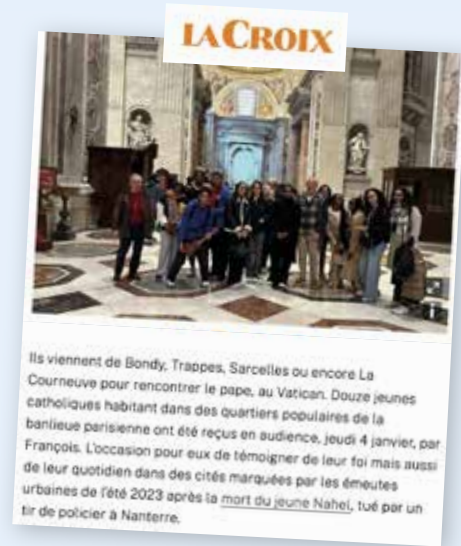 LA CROIX
Ils viennent de Bondy, Trappes, Sarcelles ou encore La
Courneuve pour rencontrer le pape, au Vatican. Douze jeunes
catholiques habitant dans des quartiers populaires de la
banlieue parisienne ont été reçus en audience, jeudi 4 janvier, par
François. L'occasion pour eux de témoigner de leur foi mais aussi
de leur quotidien dans des cités marquées par les émeutes
urbaines de l'été 2023 après la mort du jeune Nahel, tué par un
tir de policier à Nanterre.